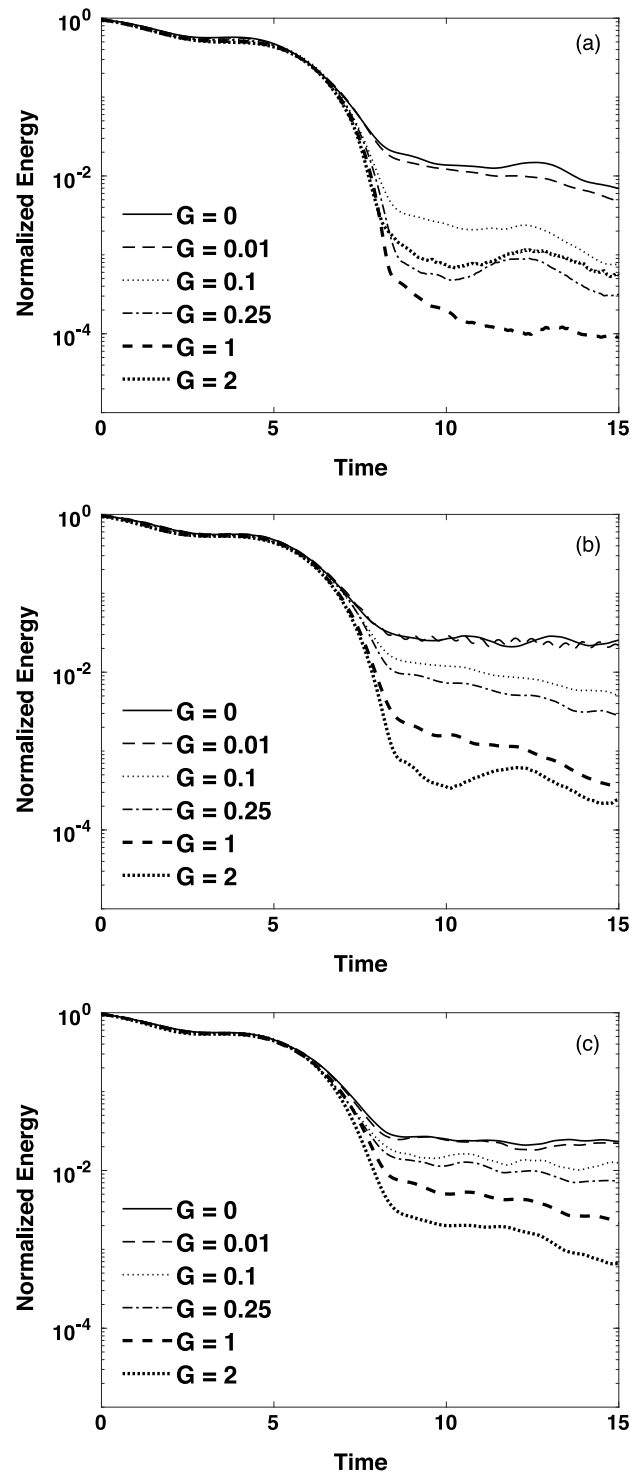 10^0
(a)
Normalized Energy
10^-2
G = 0
G = 0.01
G = 0.1
G = 0.25
10^-4
G = 1
G = 2
0
5
10
15
Time
10^0
(b)
Normalized Energy
10^-2
G = 0
G = 0.01
G = 0.1
G = 0.25
10^-4
G = 1
G = 2
0
5
10
15
Time
10^0
(c)
Normalized Energy
10^-2
G = 0
G = 0.01
G = 0.1
G = 0.25
10^-4
G = 1
G = 2
0
5
10
15
Time